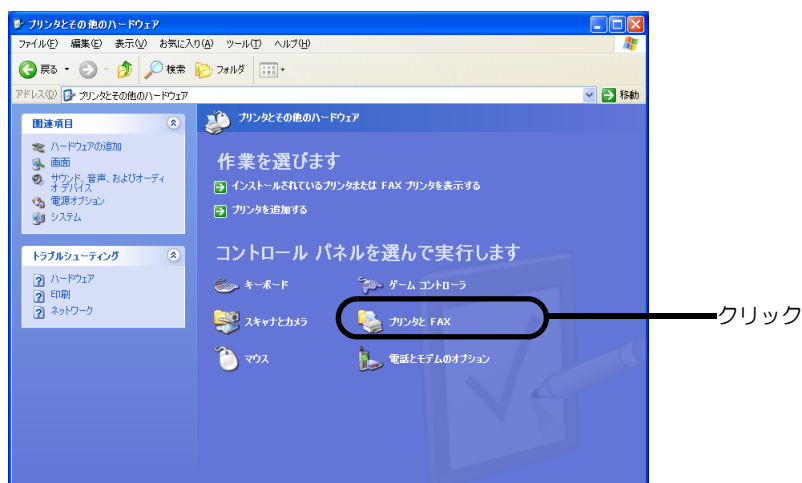 プリンタとその他のハードウェア
ファイル(F) 編集(E) 表示(V) お気に入り(A) ツール(T) ヘルプ(H)
戻る 検索 フォルダ
アドレス(D) プリンタとその他のハードウェア 移動
関連項目
ハードウェアの追加
画面
サウンド、音声、およびオーディ
オ デバイス
電源オプション
システム
トラブルシューティング
ハードウェア
印刷
ネットワーク
プリンタとその他のハードウェア
作業を選びます
インストールされているプリンタまたは FAX プリンタを表示する
プリンタを追加する
コントロール パネルを選んで実行します
キーボード ゲーム コントローラ
スキャナとカメラ プリンタと FAX
マウス 電話とモデムのオプション
クリック